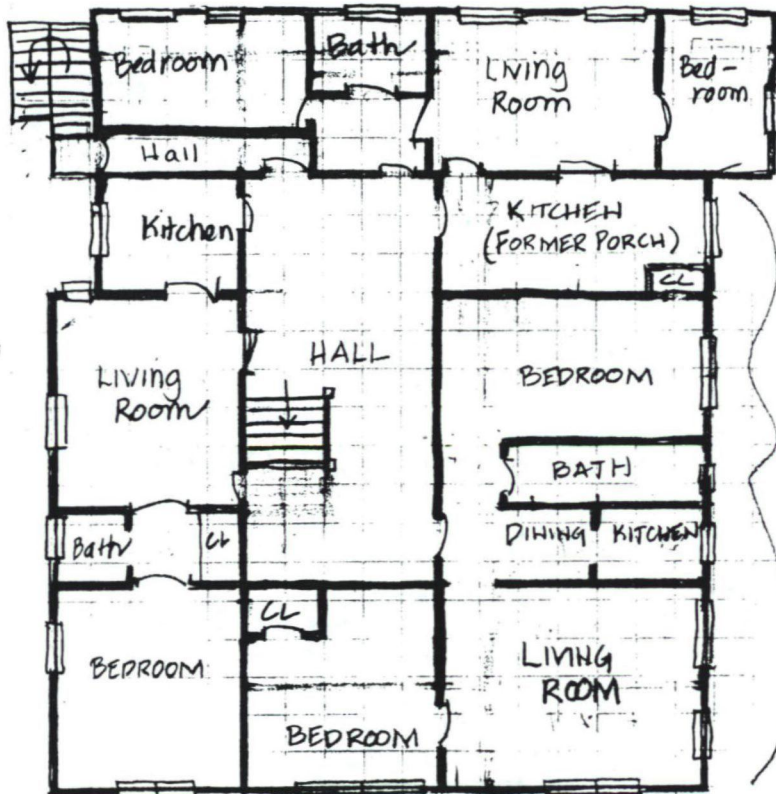 Bedroom
Bath
Living
Room
Bed-
room
Hall
Kitchen
KITCHEN
(FORMER PORCH)
CL
LIVING
ROOM
HALL
BEDROOM
BATH
Bath
CL
DINING
KITCHEN
CL
BEDROOM
BEDROOM
LIVING
ROOM